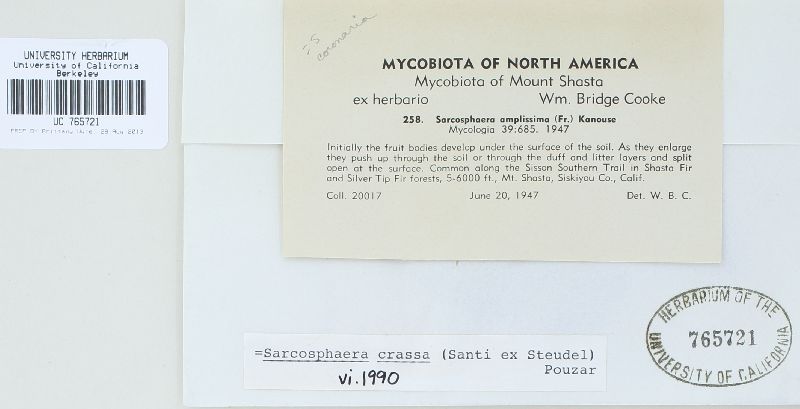 UNIVERSITY HERBARIUM
University of California
Berkeley
UC 765721
28 Aug 2013
=S
coronaria
MYCOBIOTA OF NORTH AMERICA
Mycobiota of Mount Shasta
ex herbario Wm. Bridge Cooke
258. Sarcosphaera amplissima (Fr.) Kanouse
Mycologia 39:685. 1947
Initially the fruit bodies develop under the surface of the soil. As they enlarge
they push up through the soil or through the duff and litter layers and split
open at the surface. Common along the Sisson Southern Trail in Shasta Fir
and Silver Tip Fir forests, 5-6000 ft., Mt. Shasta, Siskiyou Co., Calif.
Coll. 20017 June 20, 1947 Det. W. B. C.
=Sarcosphaera crassa (Santi ex Steudel)
Pouzar
vi.1990
HERBARIUM OF THE
765721
UNIVERSITY OF CALIFORNIA